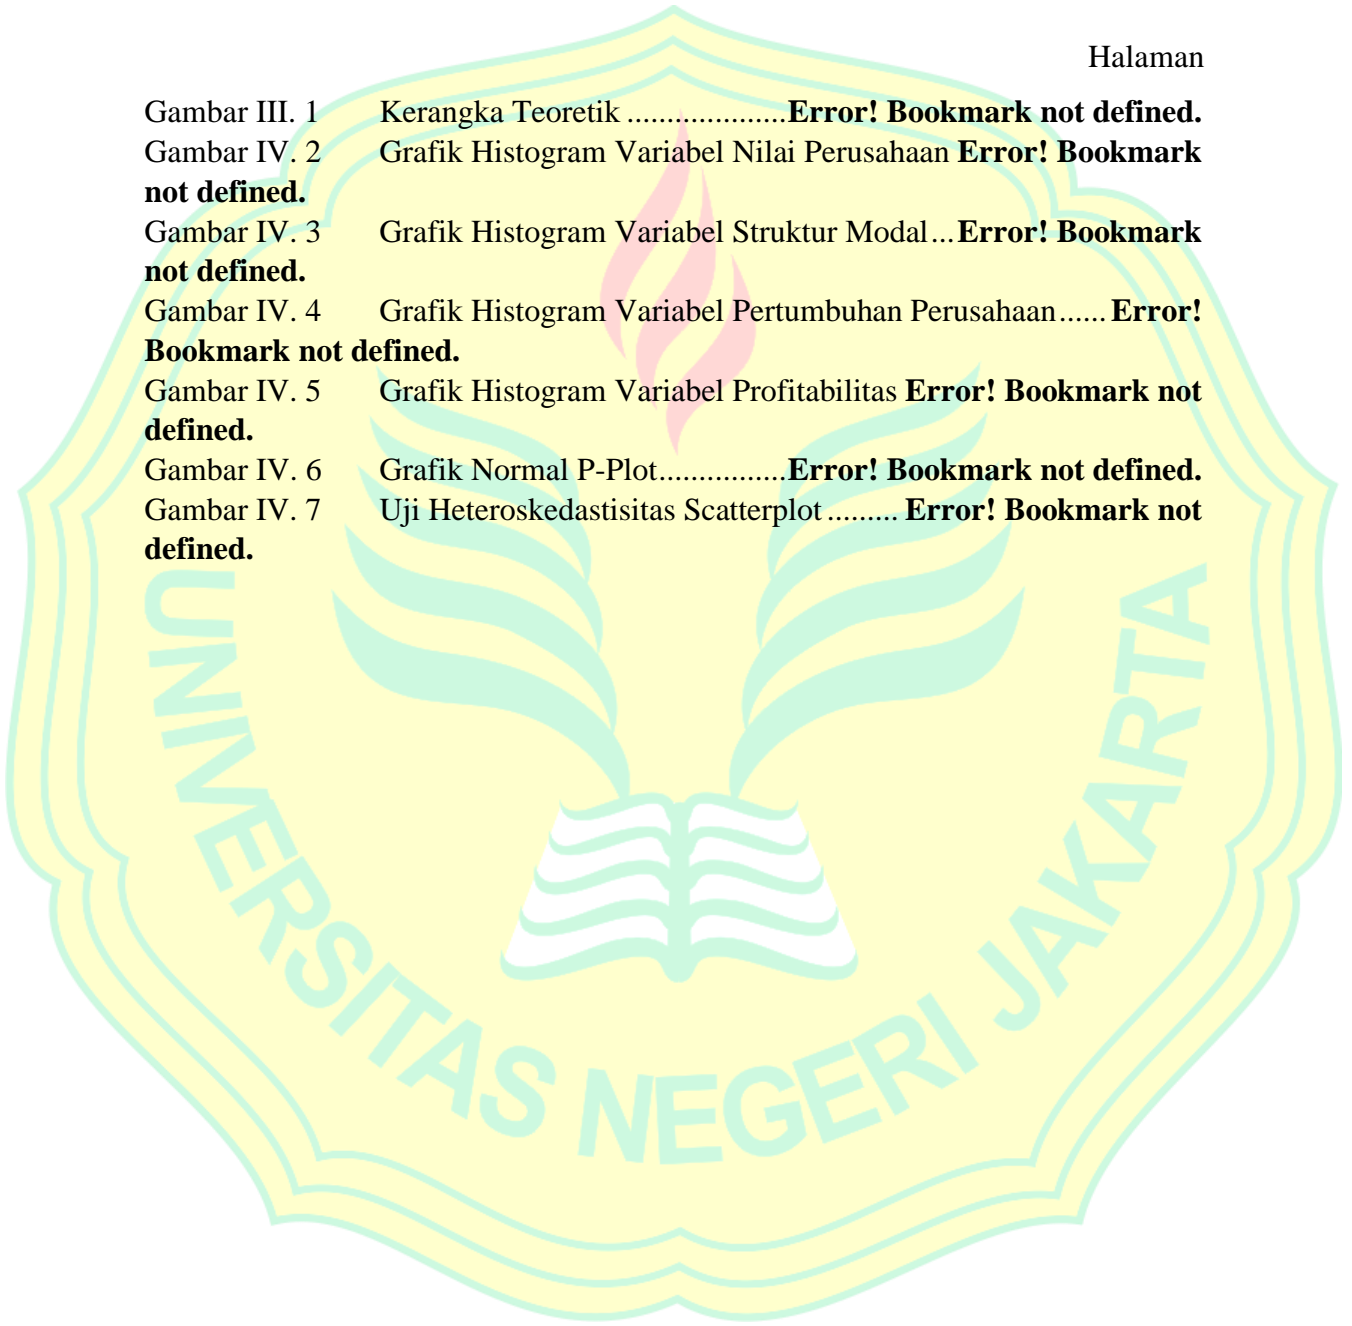 Halaman
Gambar III. 1 Kerangka Teoretik ....................Error! Bookmark not defined.
Gambar IV. 2 Grafik Histogram Variabel Nilai Perusahaan Error! Bookmark
not defined.
Gambar IV. 3 Grafik Histogram Variabel Struktur Modal...Error! Bookmark
not defined.
Gambar IV. 4 Grafik Histogram Variabel Pertumbuhan Perusahaan......Error!
Bookmark not defined.
Gambar IV. 5 Grafik Histogram Variabel Profitabilitas Error! Bookmark not
defined.
Gambar IV. 6 Grafik Normal P-Plot................Error! Bookmark not defined.
Gambar IV. 7 Uji Heteroskedastisitas Scatterplot.........Error! Bookmark not
defined.
UNIVERSITAS NEGERI JAKARTA